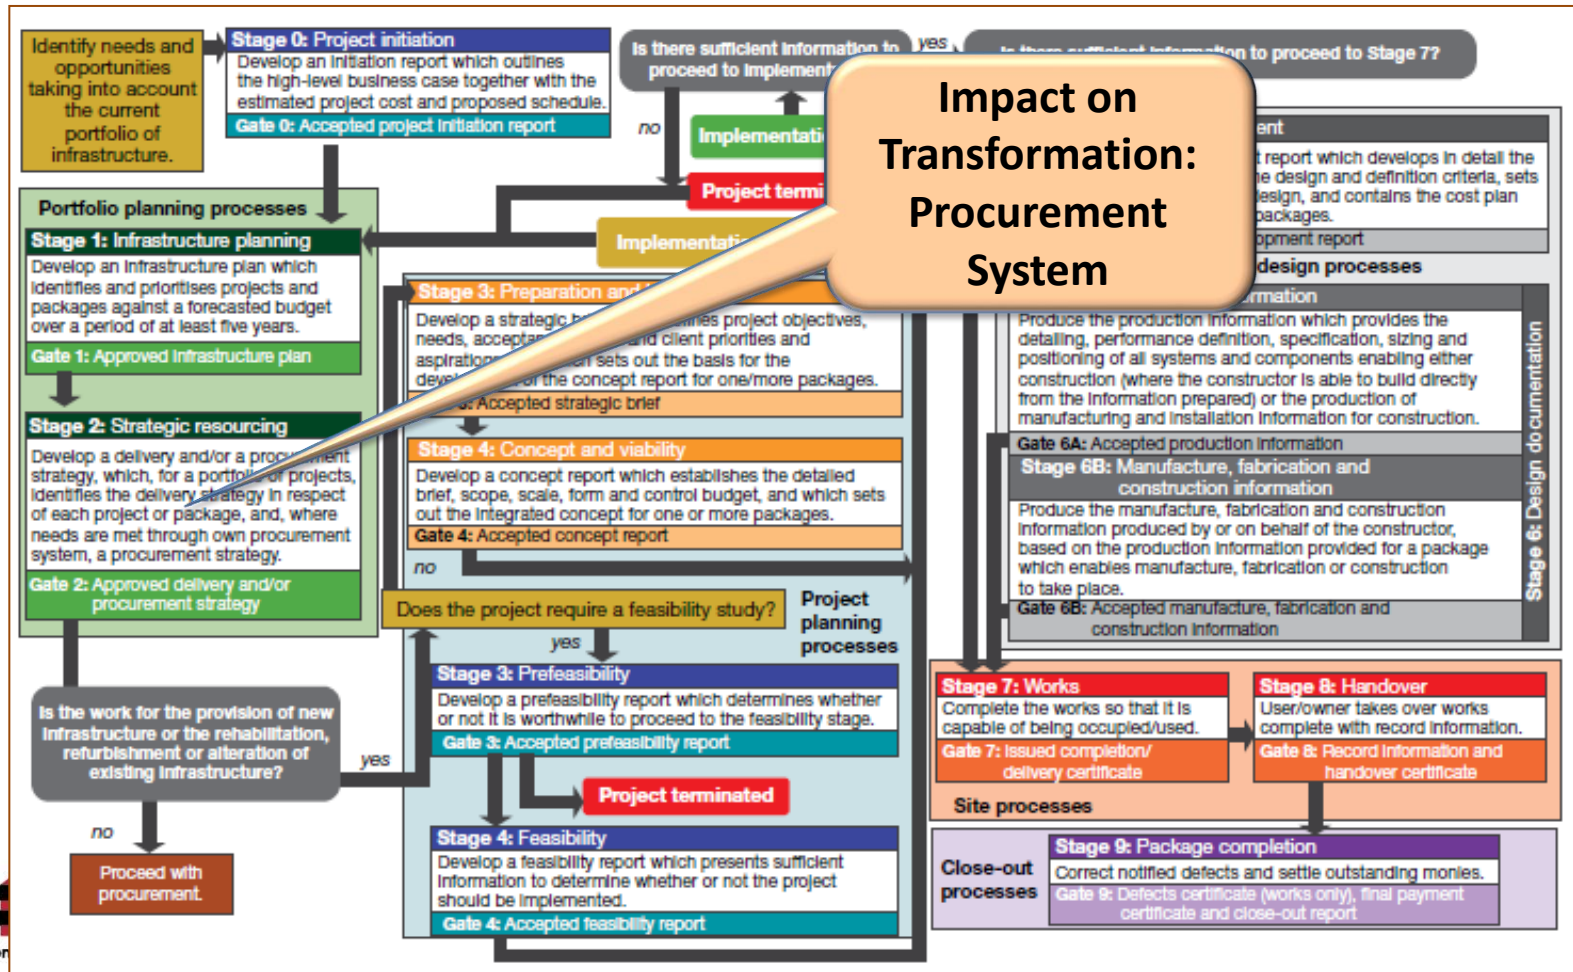 Identify needs and
opportunities
taking into account
the current
portfolio of
infrastructure.
Stage 0: Project initiation
Develop an initiation report which outlines
the high-level business case together with the
estimated project cost and proposed schedule.
Gate 0: Accepted project initiation report
Is there sufficient information to
proceed to
yes
Is there sufficient information to proceed to Stage 7?
no
Project
Impact on
Transformation:
Procurement
System
report which develops in detail the
design and definition criteria, sets
design, and contains the cost plan
packages.
report
design processes
Portfolio planning processes
Stage 1: Infrastructure planning
Develop an infrastructure plan which
identifies and prioritises projects and
packages against a forecasted budget
over a period of at least five years.
Gate 1: Approved infrastructure plan
Stage 2: Strategic resourcing
Develop a delivery and/or a procurement
strategy, which, for a portfolio of projects,
identifies the delivery strategy in respect
of each project or package, and, where
needs are met through own procurement
system, a procurement strategy.
Gate 2: Approved delivery and/or
procurement strategy
Is the work for the provision of new
infrastructure or the rehabilitation,
refurbishment or alteration of
existing infrastructure?
yes
no
Proceed with
procurement.
Stage 3: Preparation and
Develop a strategic project objectives,
needs, and client priorities and
sets out the basis for the
of the concept report for one/more packages.
Accepted strategic brief
Stage 4: Concept and viability
Develop a concept report which establishes the detailed
brief, scope, scale, form and control budget, and which sets
out the integrated concept for one or more packages.
Gate 4: Accepted concept report
no
Does the project require a feasibility study?
Project
planning
processes
yes
Stage 3: Prefeasibility
Develop a prefeasibility report which determines whether
or not it is worthwhile to proceed to the feasibility stage.
Gate 3: Accepted prefeasibility report
Project terminated
Stage 4: Feasibility
Develop a feasibility report which presents sufficient
information to determine whether or not the project
should be implemented.
Gate 4: Accepted feasibility report
Produce the production information which provides the
detailing, performance definition, specification, sizing and
positioning of all systems and components enabling either
construction (where the constructor is able to build directly
from the information prepared) or the production of
manufacturing and installation information for construction.
Gate 6A: Accepted production information
Stage 6B: Manufacture, fabrication and
construction information
Produce the manufacture, fabrication and construction
information produced by or on behalf of the constructor,
based on the production information provided for a package
which enables manufacture, fabrication or construction
to take place.
Gate 6B: Accepted manufacture, fabrication and
construction information
Stage 6: Design documentation
Stage 7: Works
Complete the works so that it is
capable of being occupied/used.
Gate 7: Issued completion/
delivery certificate
Stage 8: Handover
User/owner takes over works
complete with record information.
Gate 8: Record information and
handover certificate
Site processes
Close-out
processes
Stage 9: Package completion
Correct notified defects and settle outstanding monies.
Gate 9: Defects certificate (works only), final payment
certificate and close-out report